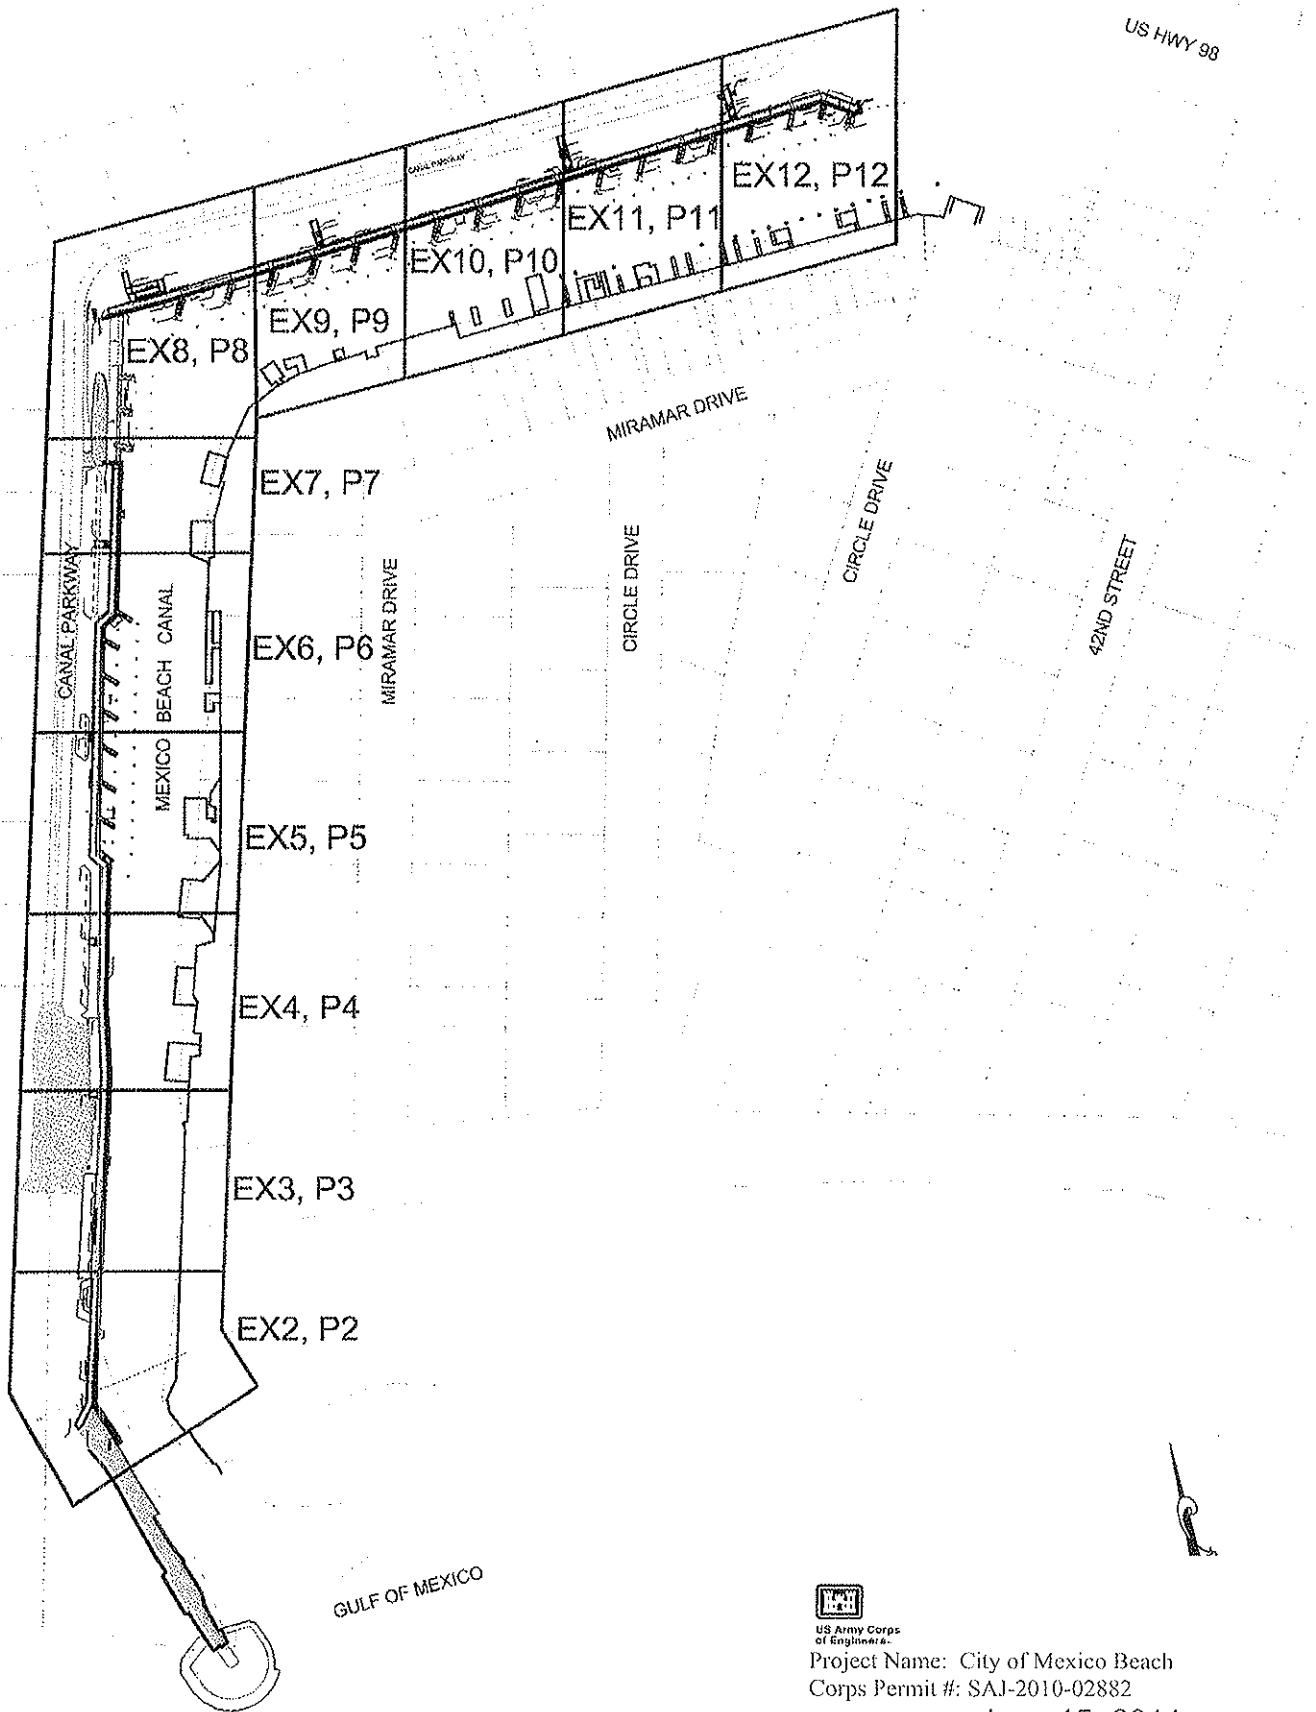 US HWY 98
CANAL PARKWAY
EX12, P12
EX11, P11
EX10, P10
EX9, P9
EX8, P8
MIRAMAR DRIVE
EX7, P7
CIRCLE DRIVE
CIRCLE DRIVE
42ND STREET
CANAL PARKWAY
MEXICO BEACH CANAL
MIRAMAR DRIVE
EX6, P6
EX5, P5
EX4, P4
EX3, P3
EX2, P2
GULF OF MEXICO
US Army Corps
of Engineers.
Project Name: City of Mexico Beach
Corps Permit #: SAJ-2010-02882